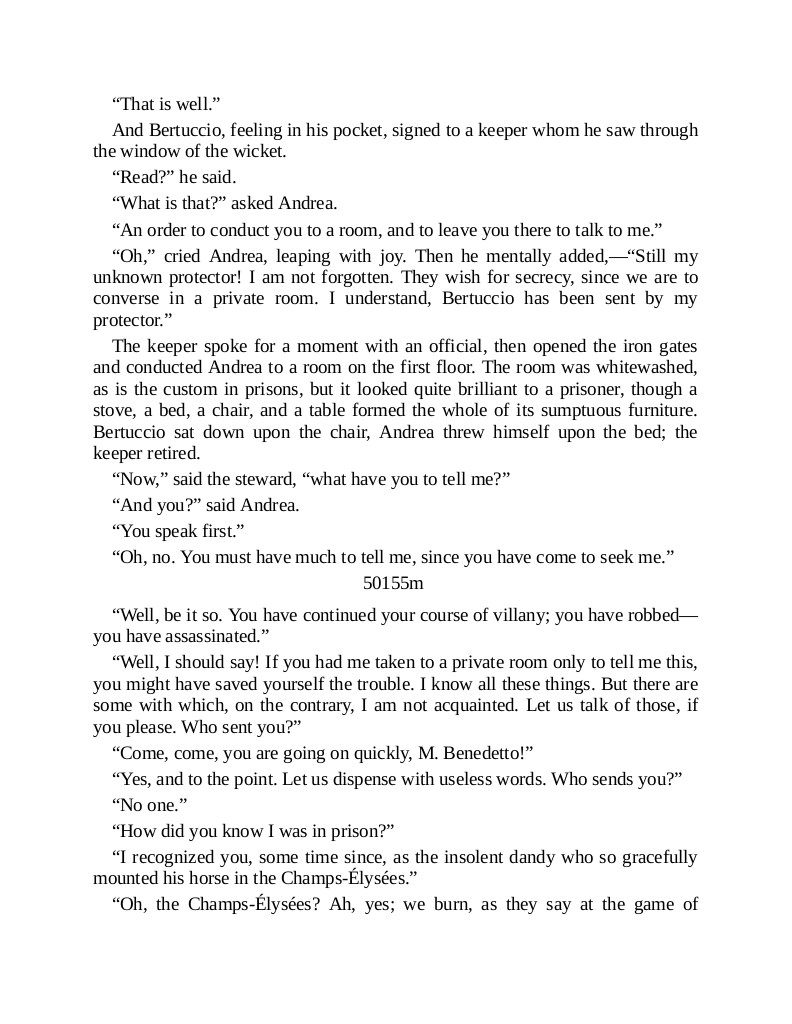 “That is well.”
And Bertuccio, feeling in his pocket, signed to a keeper whom he saw through
the window of the wicket.
“Read?” he said.
“What is that?” asked Andrea.
“An order to conduct you to a room, and to leave you there to talk to me.”
“Oh,” cried Andrea, leaping with joy. Then he mentally added,—“Still my
unknown protector! I am not forgotten. They wish for secrecy, since we are to
converse in a private room. I understand, Bertuccio has been sent by my
protector.”
The keeper spoke for a moment with an official, then opened the iron gates
and conducted Andrea to a room on the first floor. The room was whitewashed,
as is the custom in prisons, but it looked quite brilliant to a prisoner, though a
stove, a bed, a chair, and a table formed the whole of its sumptuous furniture.
Bertuccio sat down upon the chair, Andrea threw himself upon the bed; the
keeper retired.
“Now,” said the steward, “what have you to tell me?”
“And you?” said Andrea.
“You speak first.”
“Oh, no. You must have much to tell me, since you have come to seek me.”
50155m
“Well, be it so. You have continued your course of villany; you have robbed—
you have assassinated.”
“Well, I should say! If you had me taken to a private room only to tell me this,
you might have saved yourself the trouble. I know all these things. But there are
some with which, on the contrary, I am not acquainted. Let us talk of those, if
you please. Who sent you?”
“Come, come, you are going on quickly, M. Benedetto!”
“Yes, and to the point. Let us dispense with useless words. Who sends you?”
“No one.”
“How did you know I was in prison?”
“I recognized you, some time since, as the insolent dandy who so gracefully
mounted his horse in the Champs-Élysées.”
“Oh, the Champs-Élysées? Ah, yes; we burn, as they say at the game of